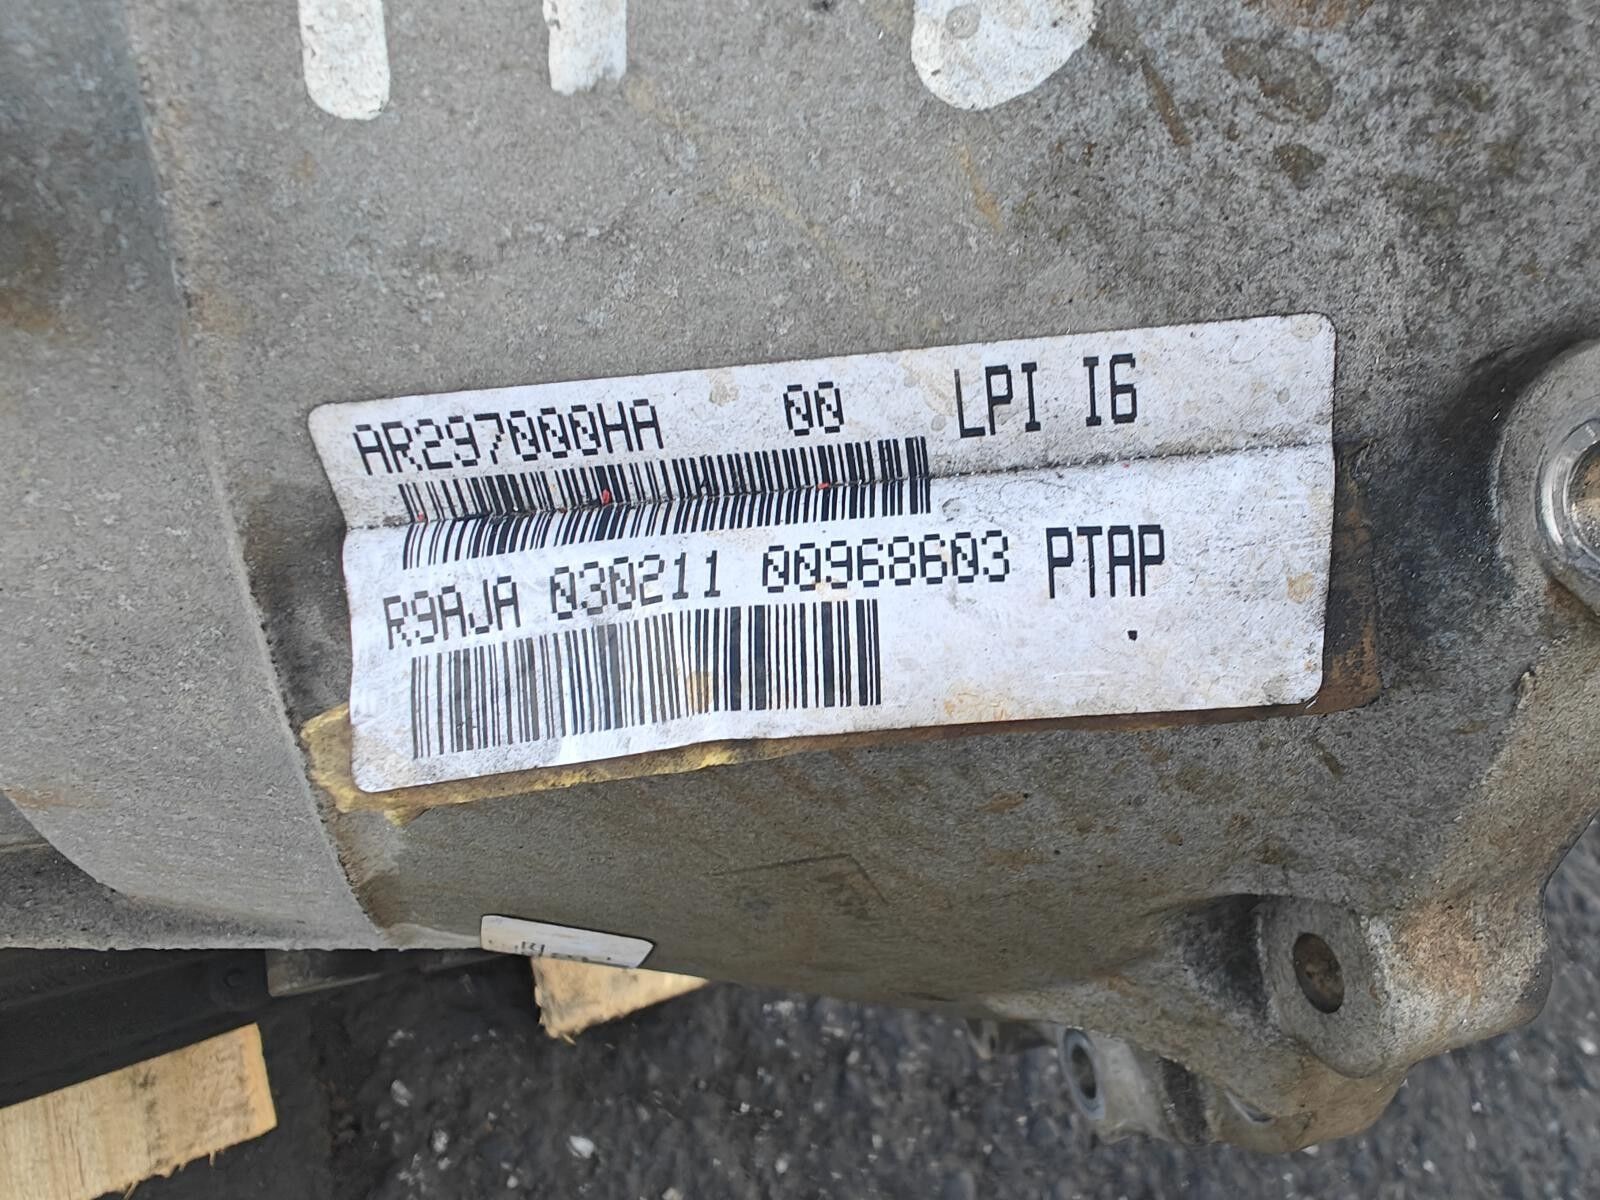 AR297000HA 00 LPI I6
R9AJA 030211 00968603 PTAP